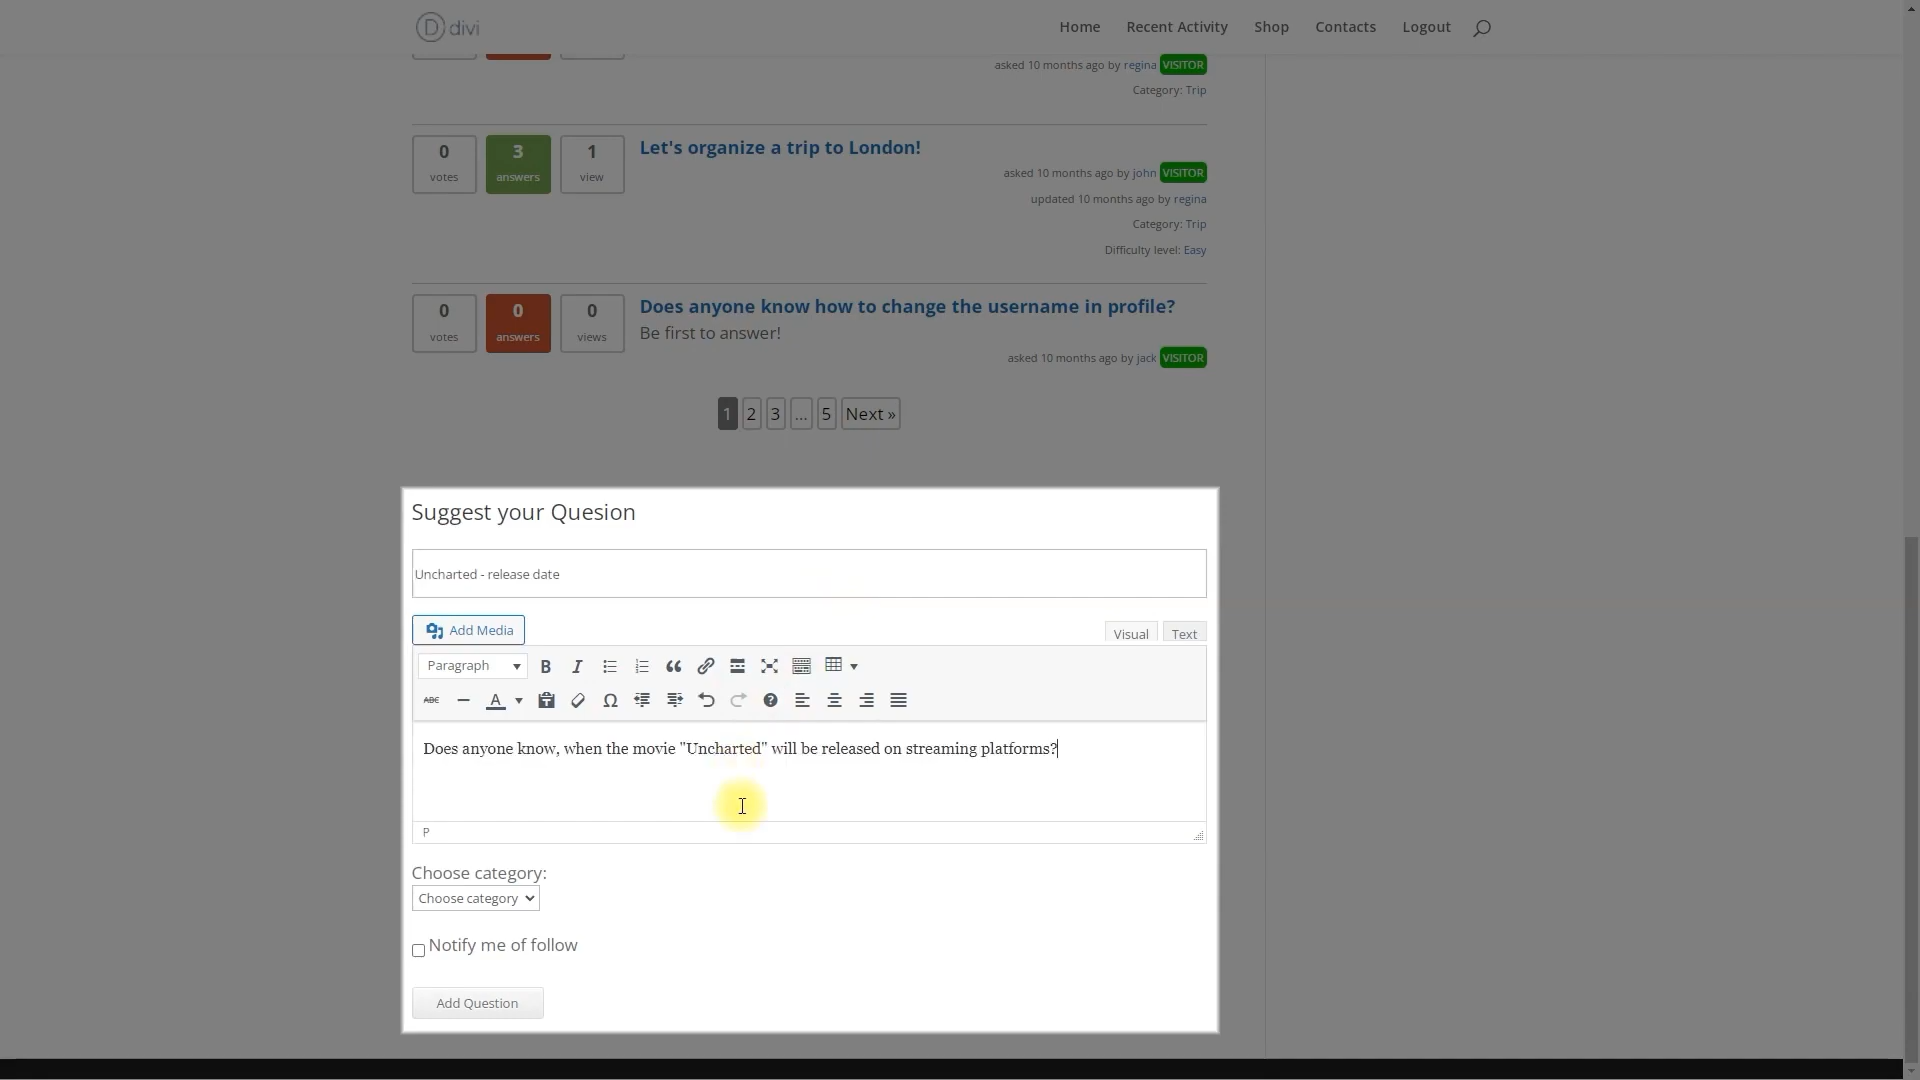 D divi
Home Recent Activity Shop Contacts Logout
asked 10 months ago by regina VISITOR
Category: Trip
0 votes 3 answers 1 view
Let's organize a trip to London!
asked 10 months ago by john VISITOR
updated 10 months ago by regina
Category: Trip
Difficulty level: Easy
0 votes 0 answers 0 views
Does anyone know how to change the username in profile?
Be first to answer!
asked 10 months ago by jack VISITOR
1 2 3 ... 5 Next »
Suggest your Quesion
Uncharted - release date
Add Media
Visual Text
Paragraph B I
ABC A Ω
Does anyone know, when the movie "Uncharted" will be released on streaming platforms?
P
Choose category:
Choose category
Notify me of follow
Add Question